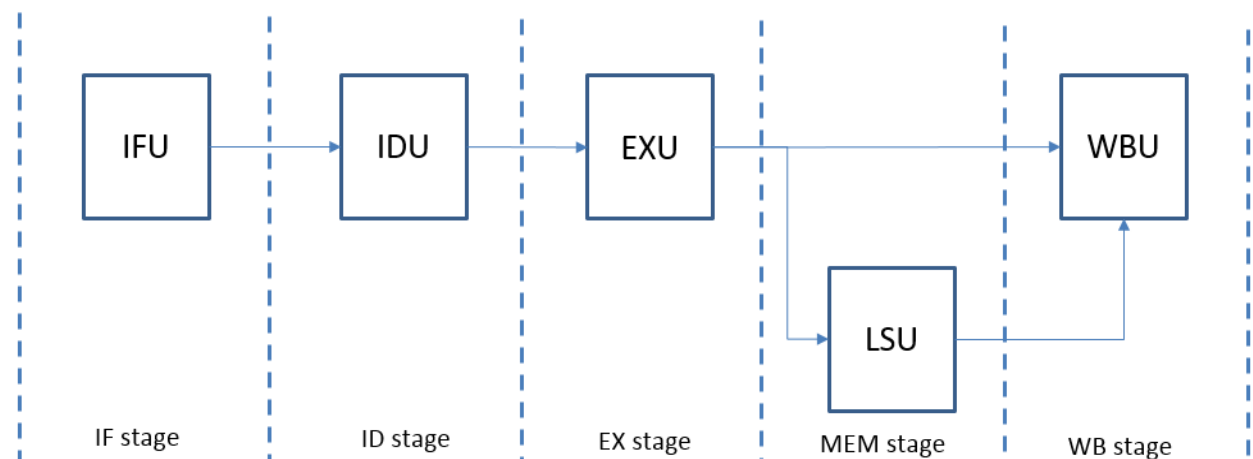 IFU
IDU
EXU
WBU
LSU
IF stage
ID stage
EX stage
MEM stage
WB stage